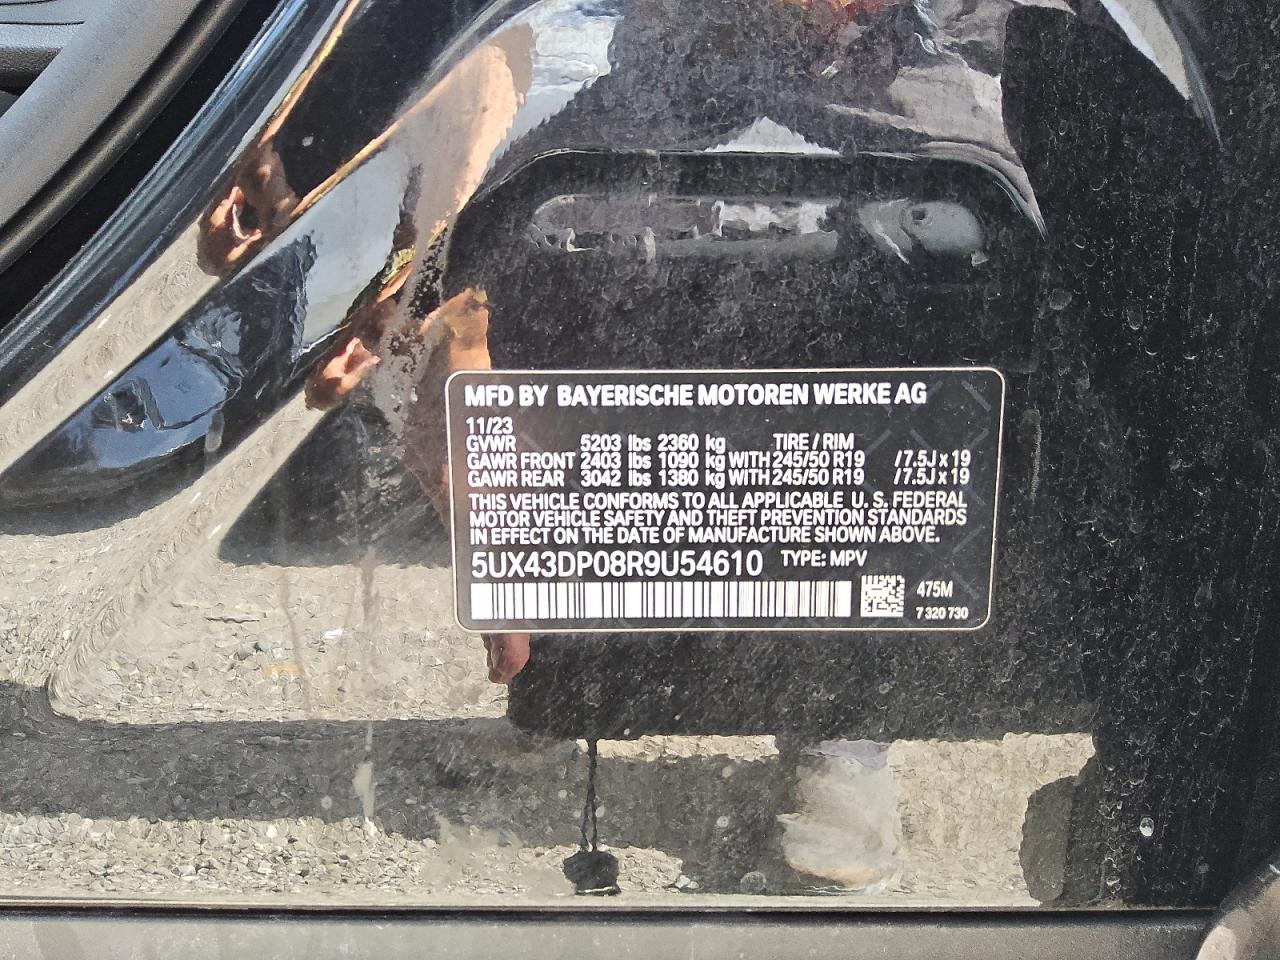 MFD BY BAYERISCHE MOTOREN WERKE AG
11/23
GVWR 5203 lbs 2360 kg TIRE / RIM
GAWR FRONT 2403 lbs 1090 kg WITH 245/50 R19 /7.5J x 19
GAWR REAR 3042 lbs 1380 kg WITH 245/50 R19 /7.5J x 19
THIS VEHICLE CONFORMS TO ALL APPLICABLE U. S. FEDERAL
MOTOR VEHICLE SAFETY AND THEFT PREVENTION STANDARDS
IN EFFECT ON THE DATE OF MANUFACTURE SHOWN ABOVE.
5UX43DP08R9U54610 TYPE: MPV
475M
7 320 730